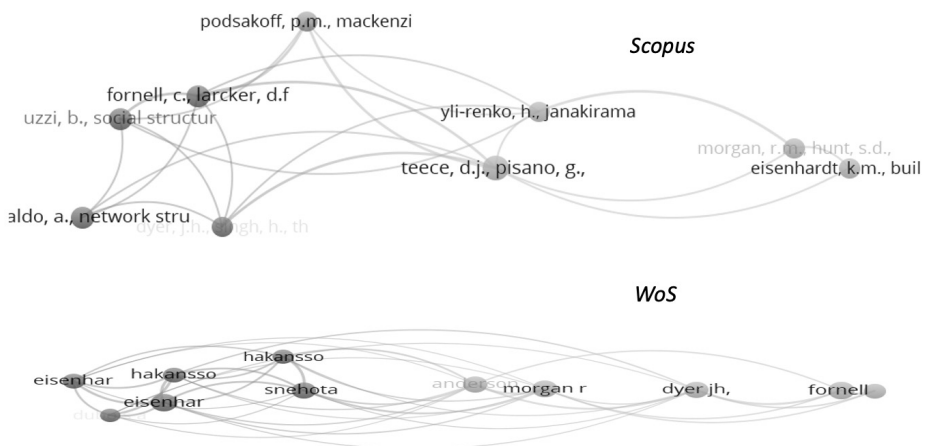 podsakoff, p.m., mackenzi
Scopus
fornell, c., larcker, d.f
uzzi, b., social structur
yli-renko, h., janakirama
morgan, r.m., hunt, s.d.,
teece, d.j., pisano, g.,
eisenhardt, k.m., buil
aldo, a., network stru
dyer, j.h., singh, h., th
WoS
hakansso
eisenhar
hakansso
snehota
anderson
morgan r
dyer jh,
fornell
eisenhar